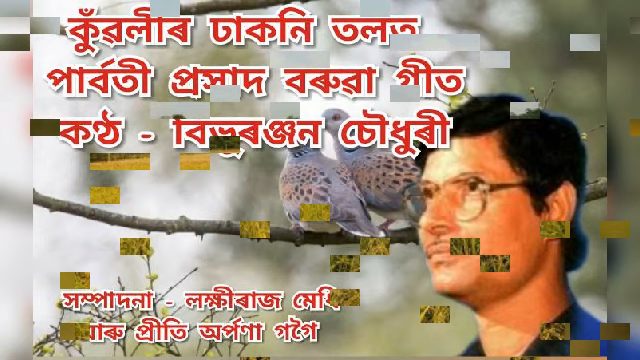 কুঁৱলীৰ ঢাকনি তলত
পাৰ্বতী প্ৰসাদ বৰুৱা গীত
কণ্ঠ - বিভুৰঞ্জন চৌধুৰী
সম্পাদনা - লক্ষীৰাজ মেধি
প্ৰীতি অৰ্পণা গগৈ